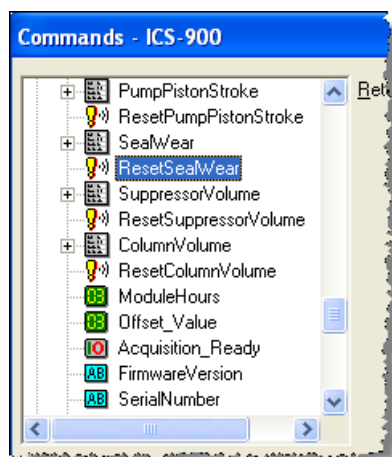 Commands - ICS-900
PumpPistonStroke
ResetPumpPistonStroke
SealWear
ResetSealWear
SuppressorVolume
ResetSuppressorVolume
ColumnVolume
ResetColumnVolume
ModuleHours
Offset_Value
Acquisition_Ready
FirmwareVersion
SerialNumber